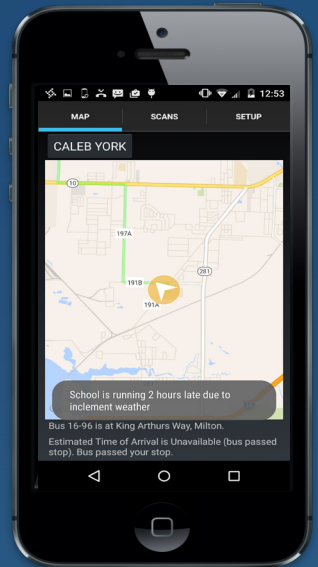 12:53
MAP SCANS SETUP
CALEB YORK
10
197A
281
191B
191A
School is running 2 hours late due to
inclement weather
Bus 16-96 is at King Arthurs Way, Milton.
Estimated Time of Arrival is Unavailable (bus passed
stop). Bus passed your stop.